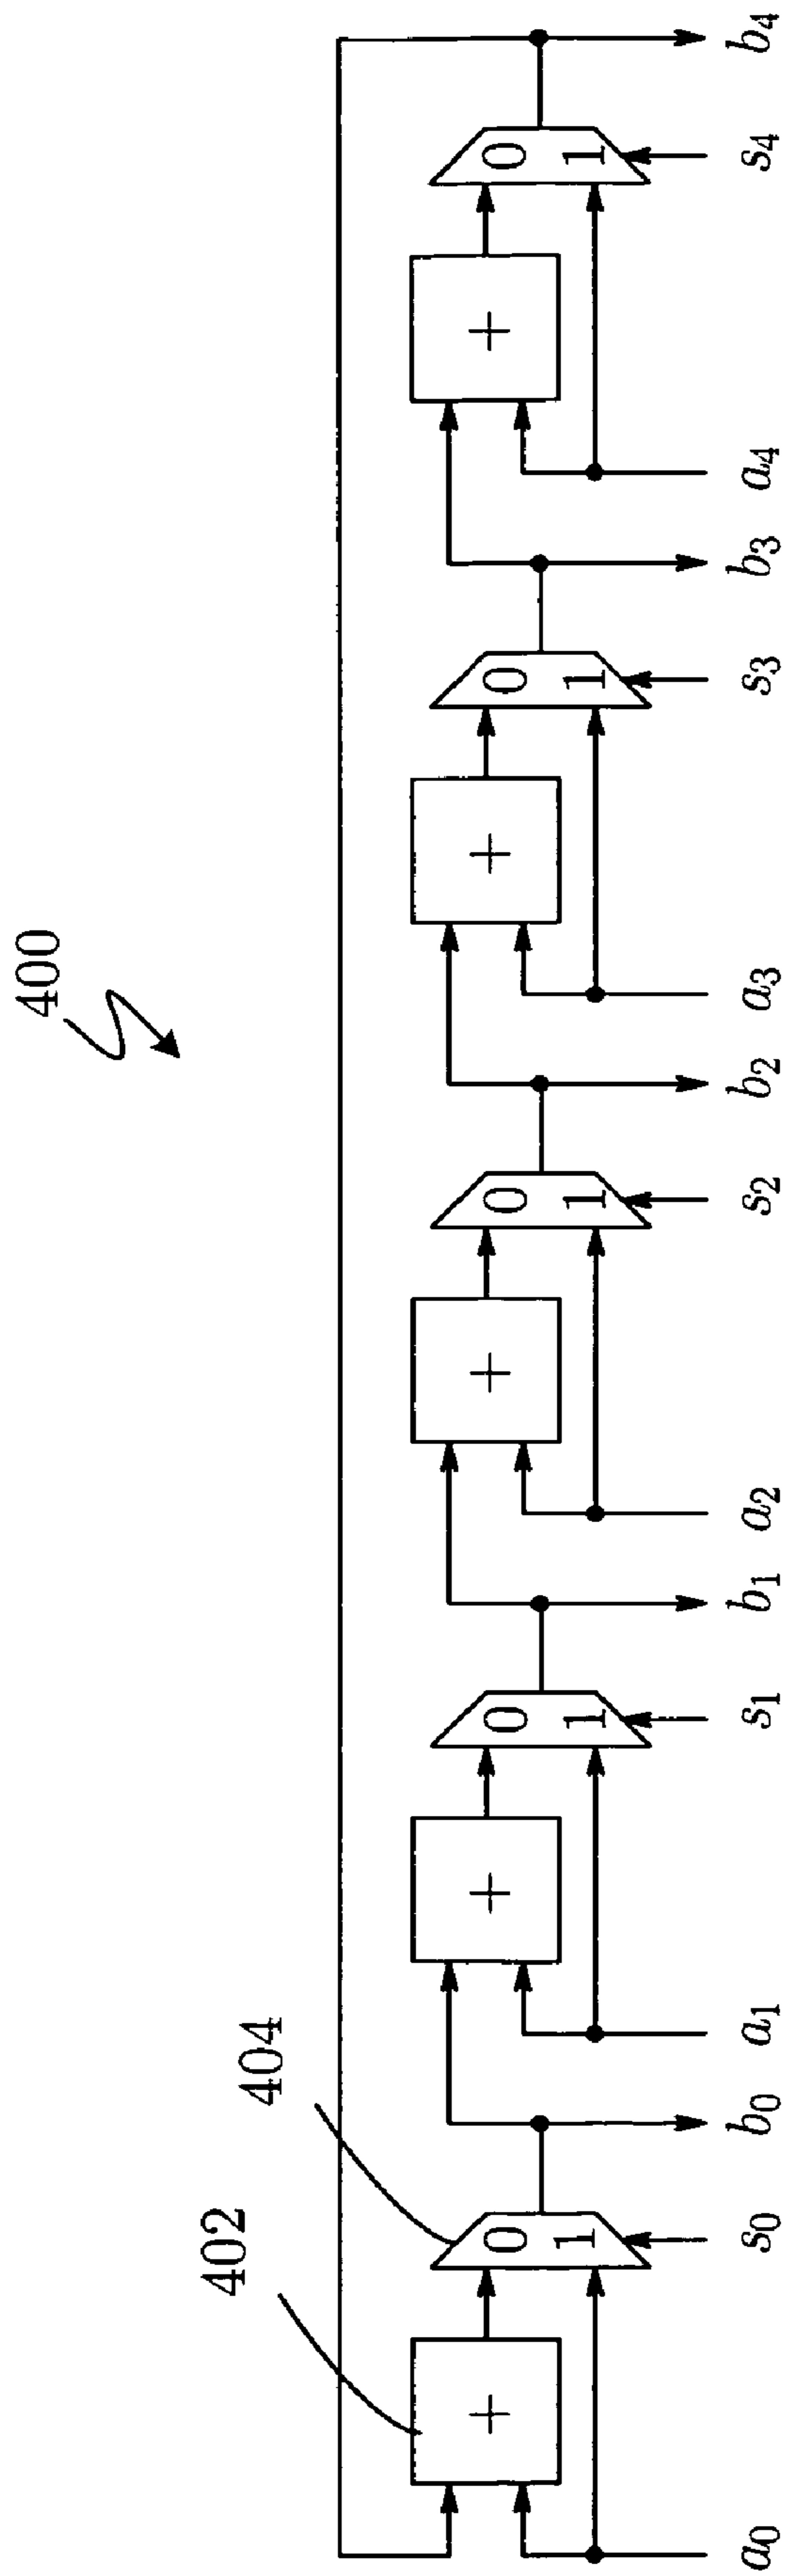 400
402
404
+ + + + +
0 0 0 0 0
1 1 1 1 1
a₀ s₀ b₀ a₁ s₁ b₁ a₂ s₂ b₂ a₃ s₃ b₃ a₄ s₄ b₄